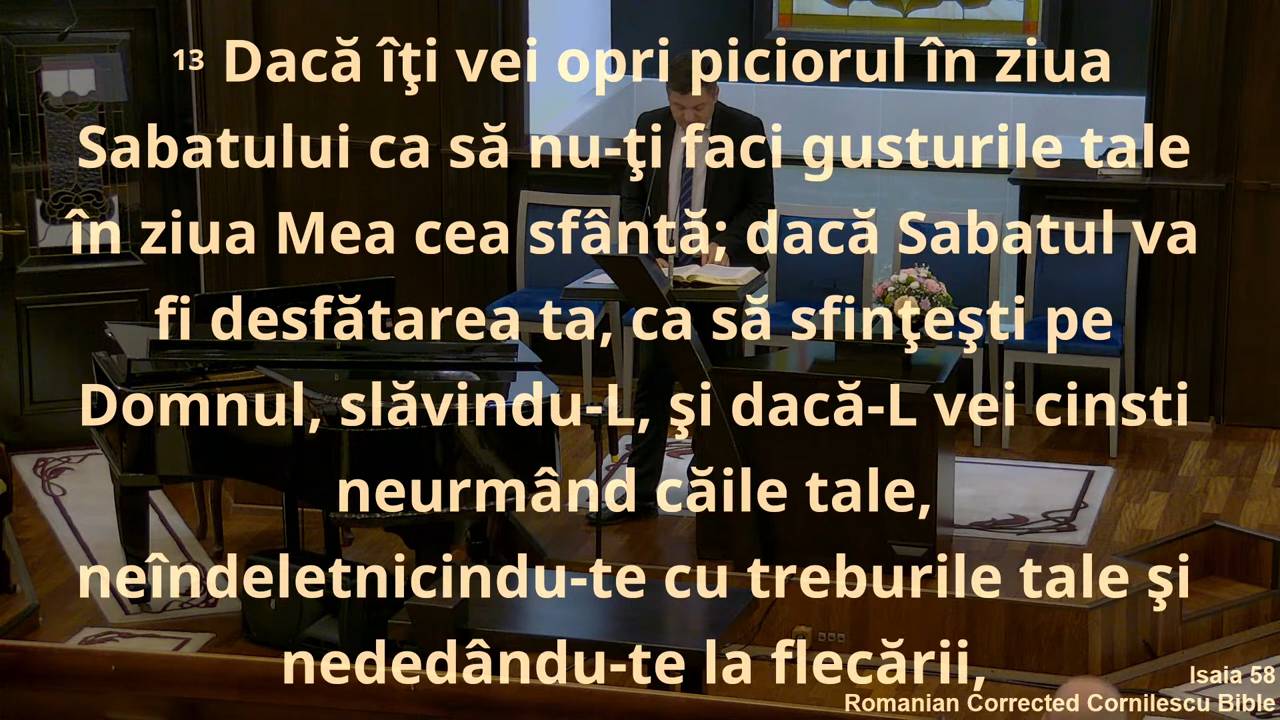 13 Dacă îţi vei opri piciorul în ziua
Sabatului ca să nu-ţi faci gusturile tale
în ziua Mea cea sfântă; dacă Sabatul va
fi desfătarea ta, ca să sfinţeşti pe
Domnul, slăvindu-L, şi dacă-L vei cinsti
neurmând căile tale,
neîndeletnicindu-te cu treburile tale şi
nededându-te la flecării,
Isaia 58
Romanian Corrected Cornilescu Bible